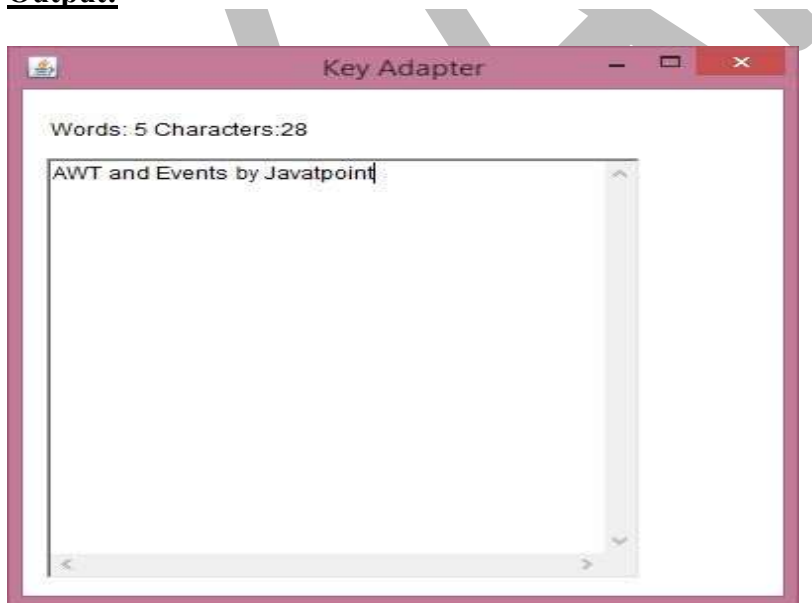 Output:
Key Adapter
Words: 5 Characters:28
AWT and Events by Javatpoint